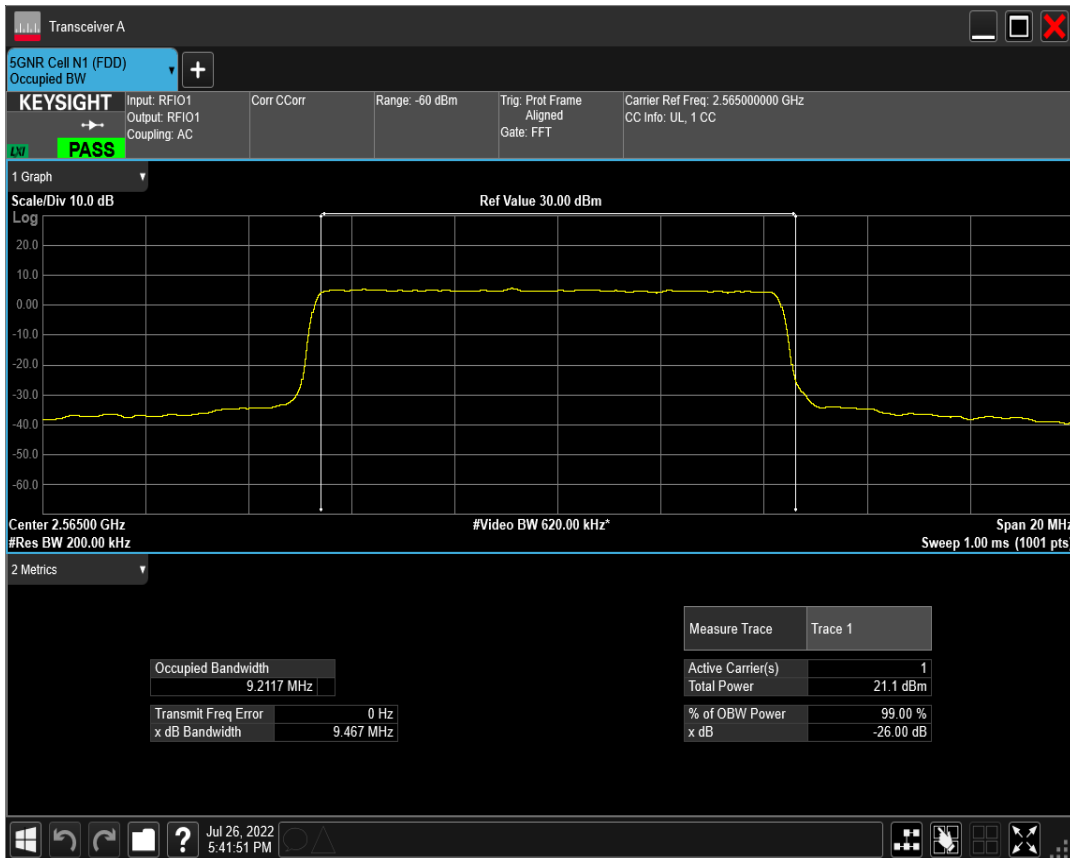 Transceiver A
5GNR Cell N1 (FDD)
Occupied BW
KEYSIGHT
LXI
PASS
Input: RFIO1
Output: RFIO1
Coupling: AC
Corr CCorr
Range: -60 dBm
Trig: Prot Frame
Aligned
Gate: FFT
Carrier Ref Freq: 2.565000000 GHz
CC Info: UL, 1 CC
1 Graph
Scale/Div 10.0 dB
Ref Value 30.00 dBm
Log
20.0
10.0
0.00
-10.0
-20.0
-30.0
-40.0
-50.0
-60.0
Center 2.56500 GHz
#Video BW 620.00 kHz*
Span 20 MHz
#Res BW 200.00 kHz
Sweep 1.00 ms (1001 pts)
2 Metrics
Measure Trace Trace 1
Occupied Bandwidth
9.2117 MHz
Active Carrier(s) 1
Total Power 21.1 dBm
Transmit Freq Error 0 Hz
x dB Bandwidth 9.467 MHz
% of OBW Power 99.00 %
x dB -26.00 dB
?
Jul 26, 2022
5:41:51 PM